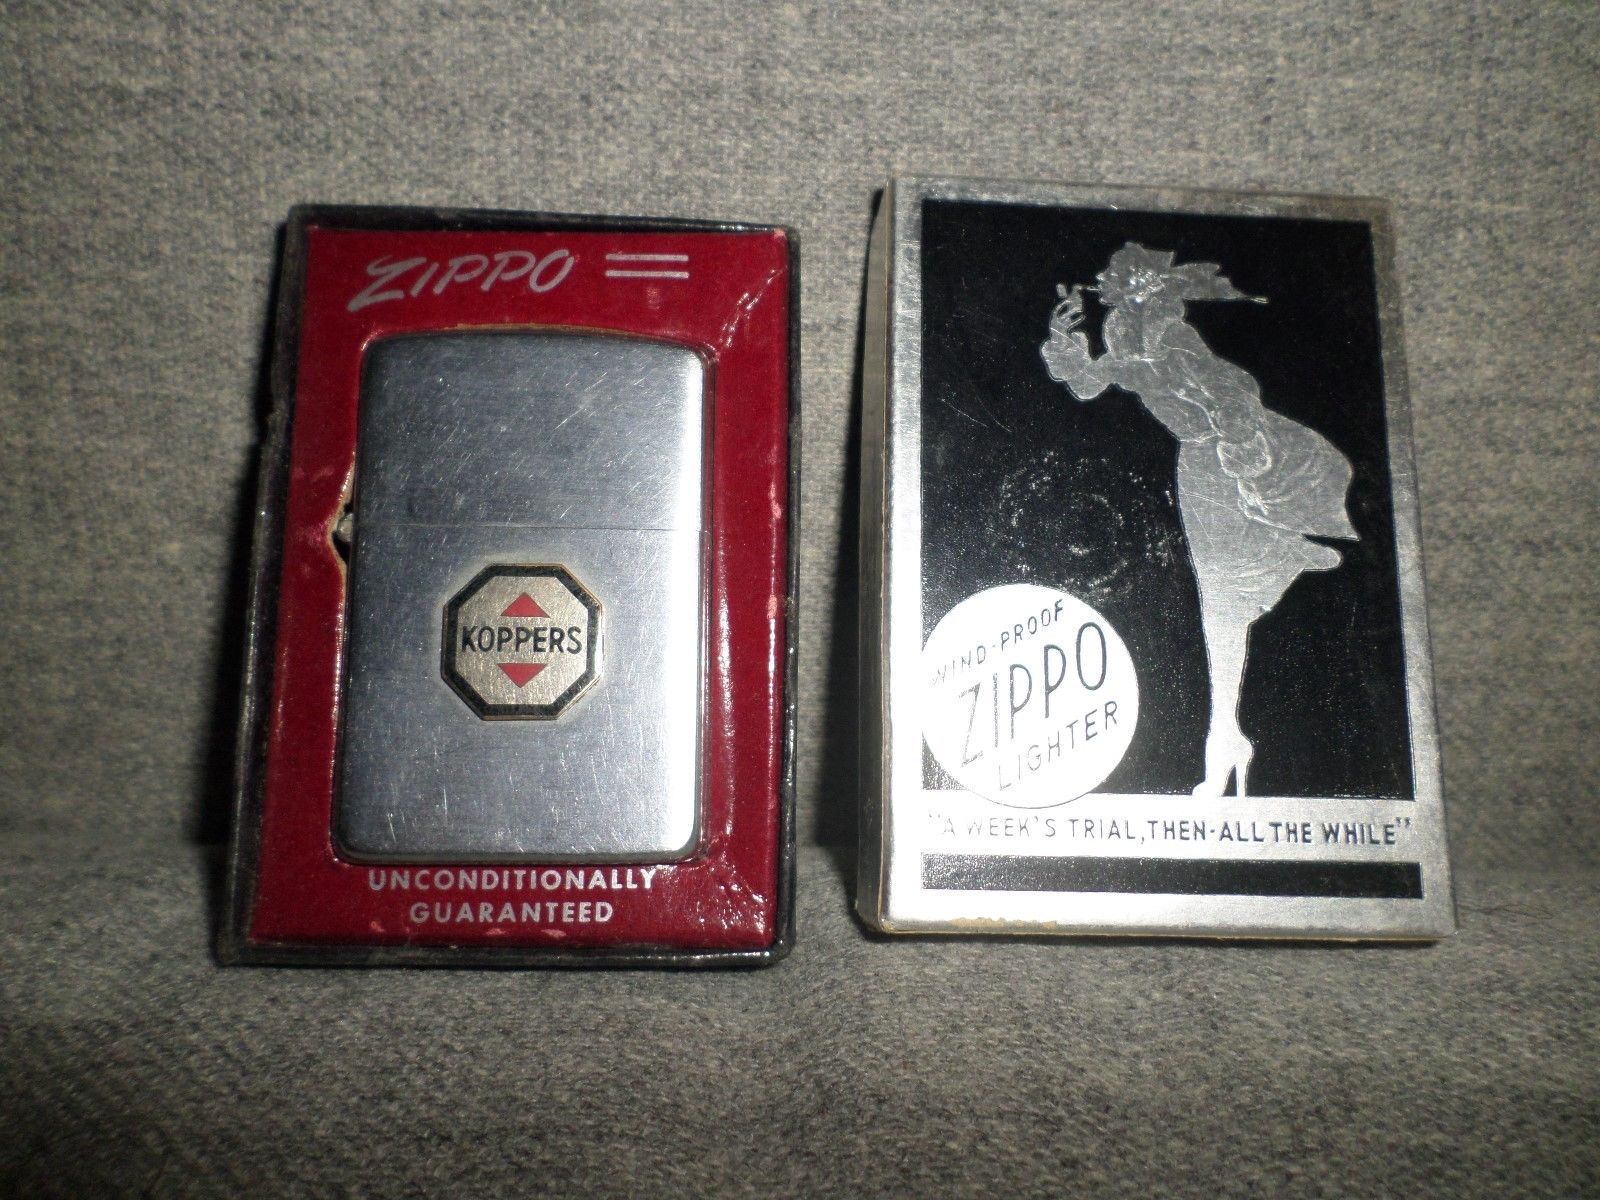 ZIPPO
KOPPERS
UNCONDITIONALLY
GUARANTEED
WIND-PROOF
ZIPPO
LIGHTER
"A WEEK'S TRIAL, THEN-ALL THE WHILE"